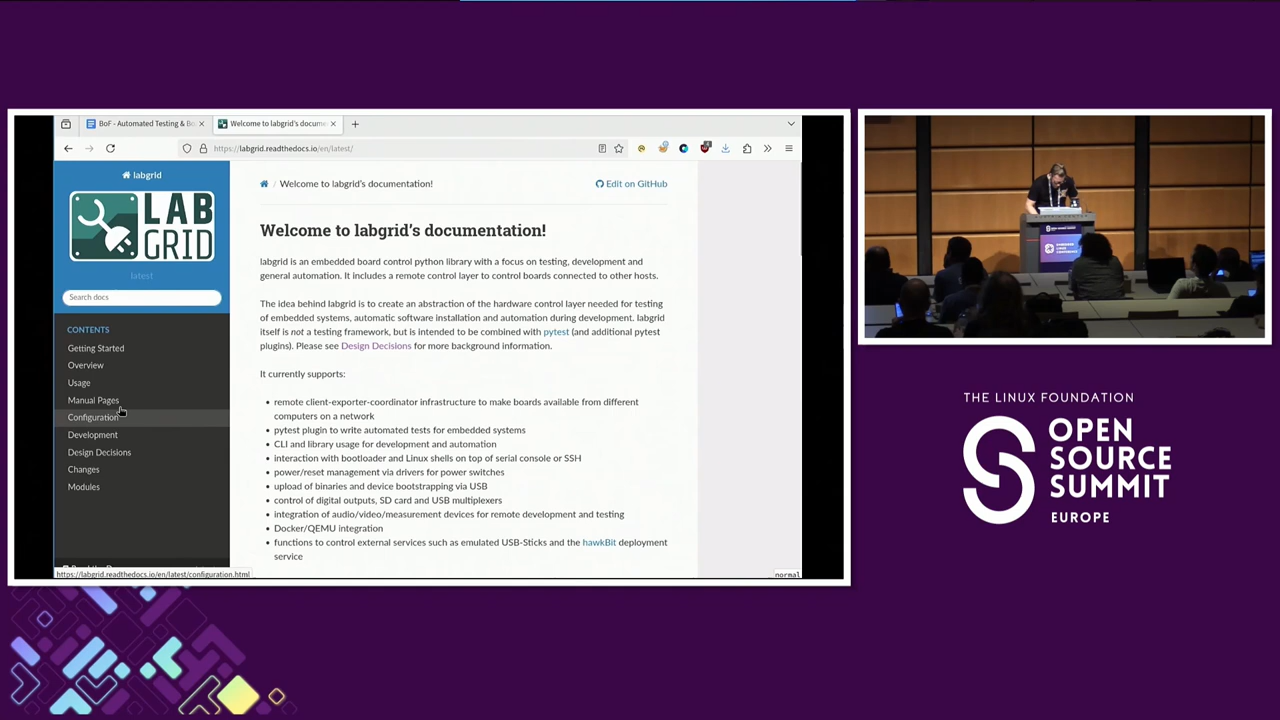 BoF - Automated Testing & Bo
Welcome to labgrid's docume
https://labgrid.readthedocs.io/en/latest/
labgrid
LAB
GRID
latest
Search docs
CONTENTS
Getting Started
Overview
Usage
Manual Pages
Configuration
Development
Design Decisions
Changes
Modules
https://labgrid.readthedocs.io/en/latest/configuration.html
Welcome to labgrid's documentation!
Edit on GitHub
Welcome to labgrid's documentation!
labgrid is an embedded board control python library with a focus on testing, development and
general automation. It includes a remote control layer to control boards connected to other hosts.
The idea behind labgrid is to create an abstraction of the hardware control layer needed for testing
of embedded systems, automatic software installation and automation during development. labgrid
itself is not a testing framework, but is intended to be combined with pytest (and additional pytest
plugins). Please see Design Decisions for more background information.
It currently supports:
• remote client-exporter-coordinator infrastructure to make boards available from different
computers on a network
• pytest plugin to write automated tests for embedded systems
• CLI and library usage for development and automation
• interaction with bootloader and Linux shells on top of serial console or SSH
• power/reset management via drivers for power switches
• upload of binaries and device bootstrapping via USB
• control of digital outputs, SD card and USB multiplexers
• integration of audio/video/measurement devices for remote development and testing
• Docker/QEMU integration
• functions to control external services such as emulated USB-Sticks and the hawkBit deployment
service
normal
THE LINUX FOUNDATION
OPEN
SOURCE
SUMMIT
EUROPE